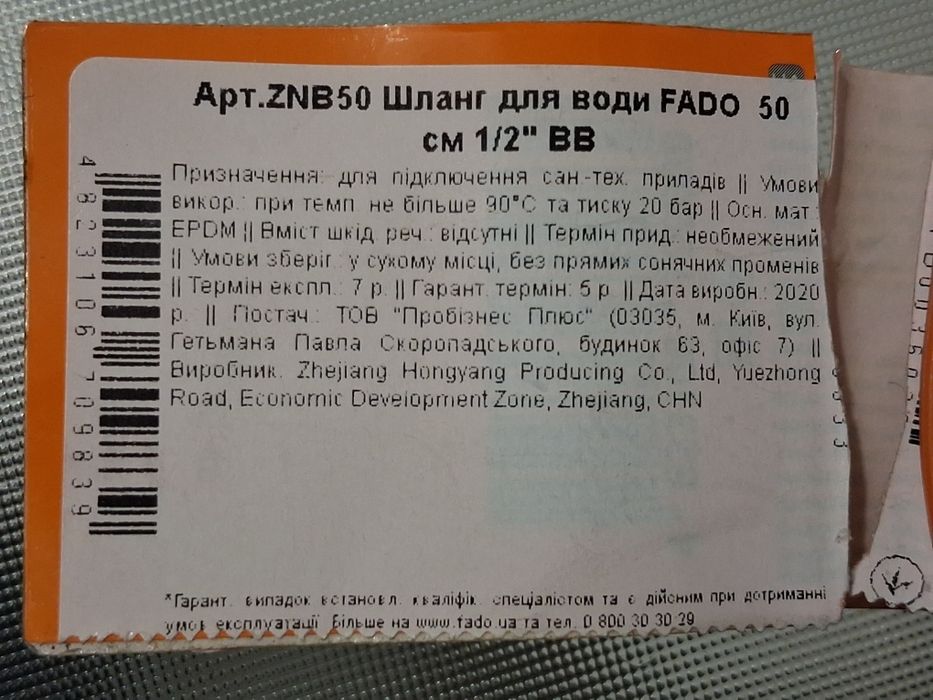 Арт.ZNB50 Шланг для води FADO 50
см 1/2" ВВ
Призначення: для підключення сан.-тех. приладів || Умови
викор.: при темп. не більше 90°С та тиску 20 бар || Осн. мат.:
EPDM || Вміст шкід. реч.: відсутні || Термін прид.: необмежений
|| Умови зберіг.: у сухому місці, без прямих сонячних променів
|| Термін експл.: 7 р. || Гарант. термін: 5 р. || Дата виробн.: 2020
р. || Постач.: ТОВ "Пробізнес Плюс" (03035, м. Київ, вул.
Гетьмана Павла Скоропадського, будинок 63, офіс 7) ||
Виробник: Zhejiang Hongyang Producing Co., Ltd, Yuezhong
Road, Economic Development Zone, Zhejiang, CHN
4823106709839
*Гарант. випадок встановл. кваліфік. спеціалістом та є дійсним при дотриманні
умов експлуатації. Більше на www.fado.ua та тел. 0 800 30 30 29